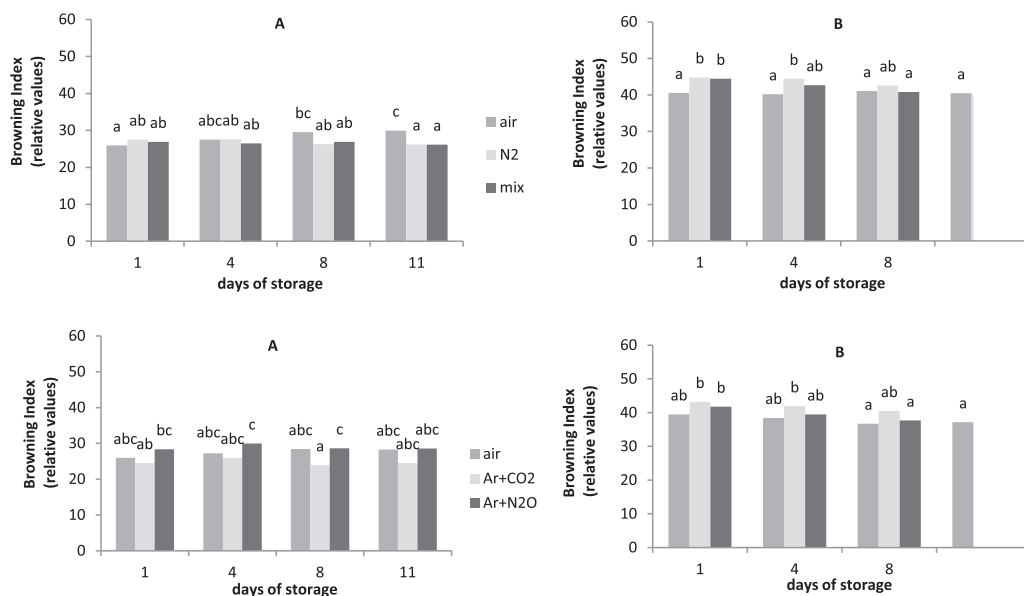 A
Browning Index
(relative values)
60
50
40
30
20
10
0
a ab ab abcab ab bc ab ab c a a
1 4 8 11
days of storage
air
N2
mix
B
Browning Index
(relative values)
60
50
40
30
20
10
0
a b b a b ab a ab a a
1 4 8
days of storage
A
Browning Index
(relative values)
60
50
40
30
20
10
0
abc ab bc abc abc c abc a c abc abc abc
1 4 8 11
days of storage
air
Ar+CO2
Ar+N2O
B
Browning Index
(relative values)
60
50
40
30
20
10
0
ab b b ab b ab a ab a a
1 4 8
days of storage